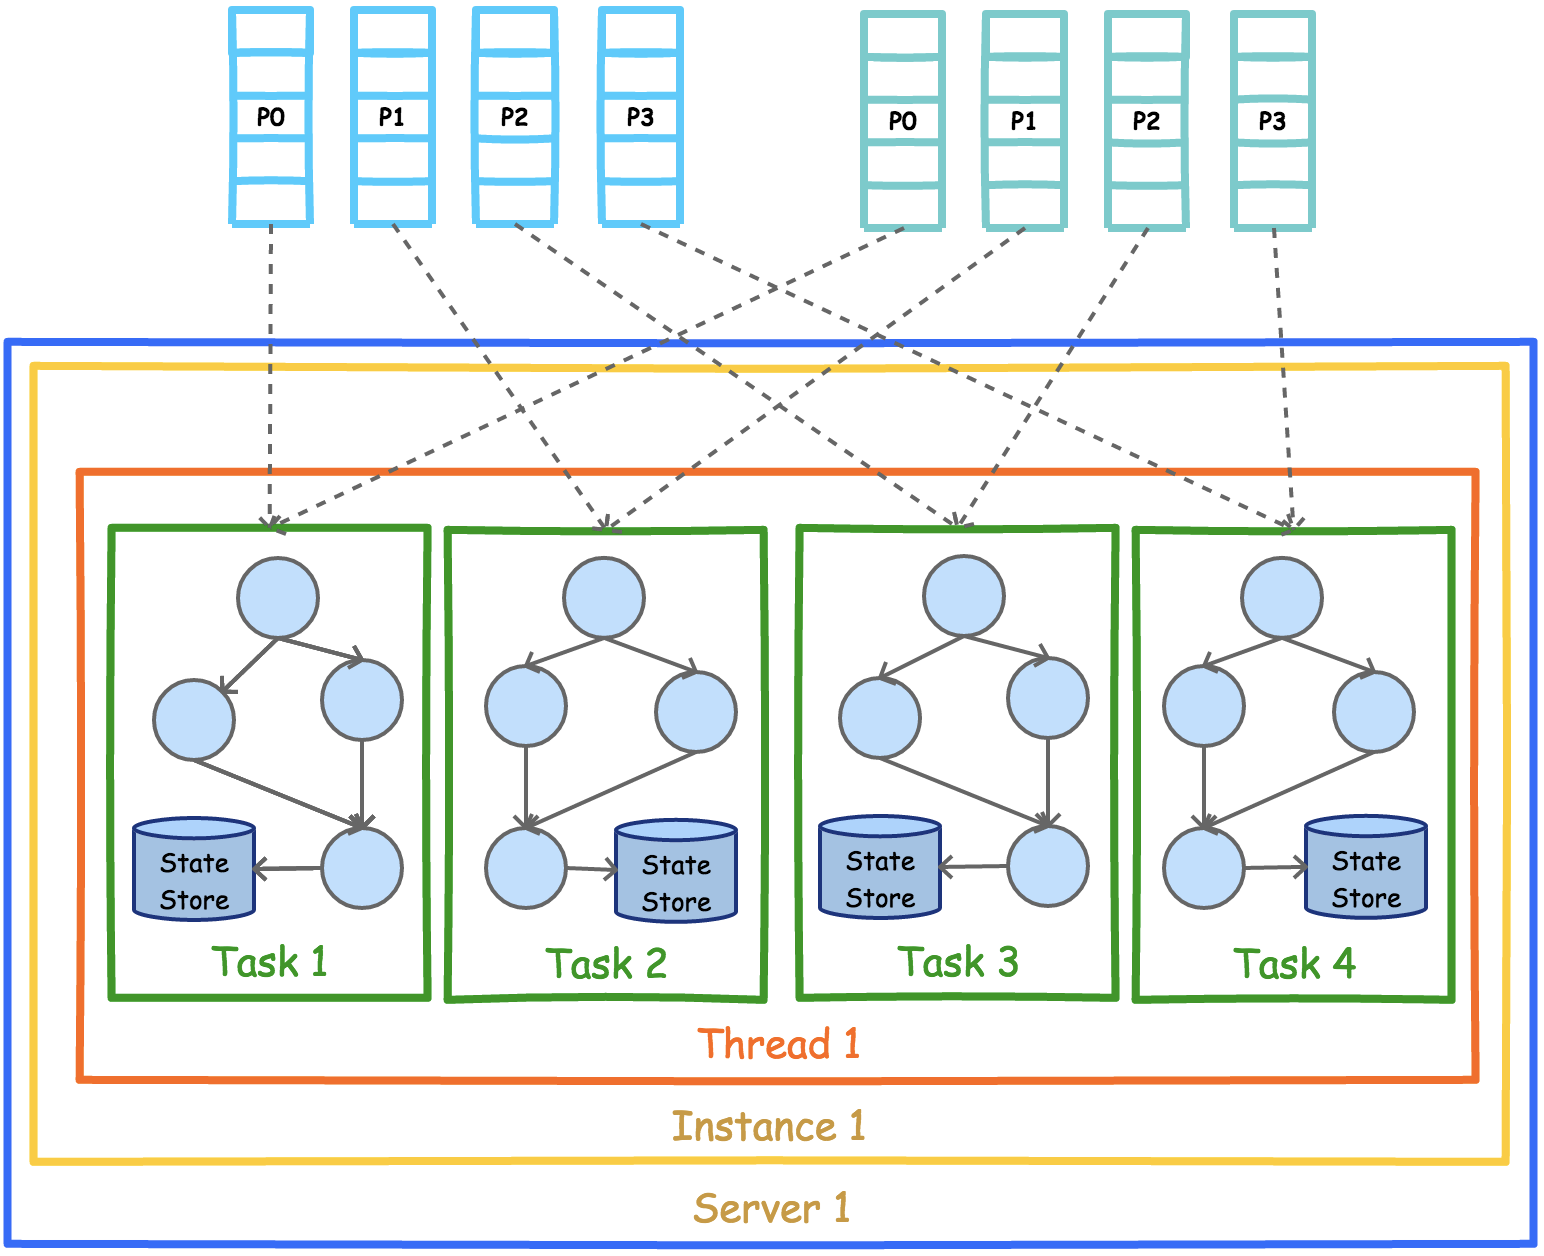 P0
P1
P2
P3
P0
P1
P2
P3
State
Store
Task 1
State
Store
Task 2
State
Store
Task 3
State
Store
Task 4
Thread 1
Instance 1
Server 1